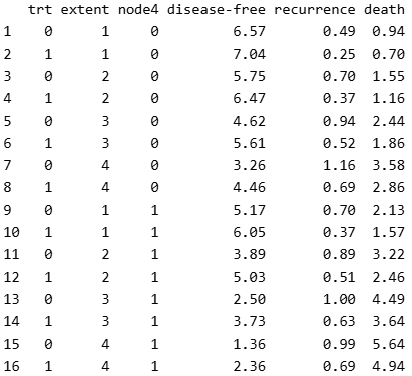 trt extent node4 disease-free recurrence death
1 0 1 0 6.57 0.49 0.94
2 1 1 0 7.04 0.25 0.70
3 0 2 0 5.75 0.70 1.55
4 1 2 0 6.47 0.37 1.16
5 0 3 0 4.62 0.94 2.44
6 1 3 0 5.61 0.52 1.86
7 0 4 0 3.26 1.16 3.58
8 1 4 0 4.46 0.69 2.86
9 0 1 1 5.17 0.70 2.13
10 1 1 1 6.05 0.37 1.57
11 0 2 1 3.89 0.89 3.22
12 1 2 1 5.03 0.51 2.46
13 0 3 1 2.50 1.00 4.49
14 1 3 1 3.73 0.63 3.64
15 0 4 1 1.36 0.99 5.64
16 1 4 1 2.36 0.69 4.94